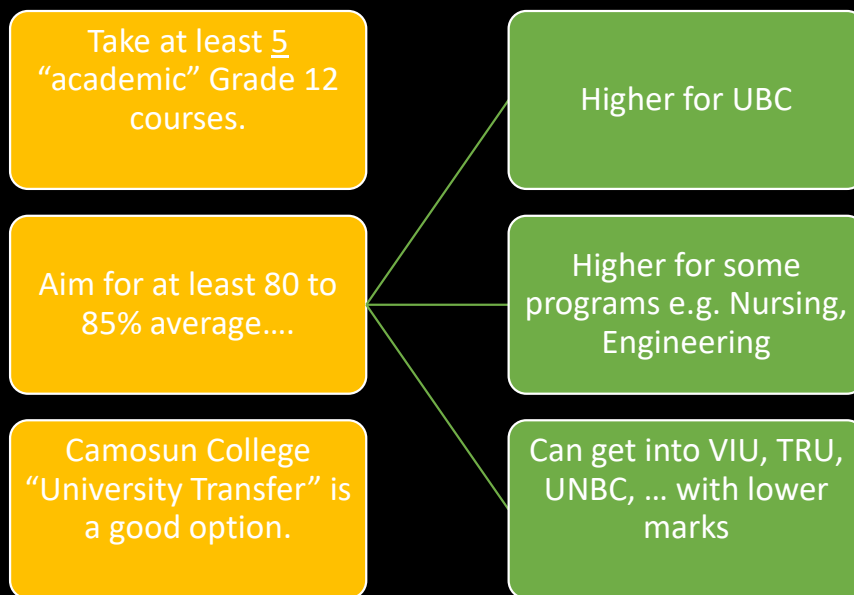 Take at least 5
“academic” Grade 12
courses.
Aim for at least 80 to
85% average….
Camosun College
“University Transfer” is
a good option.
Higher for UBC
Higher for some
programs e.g. Nursing,
Engineering
Can get into VIU, TRU,
UNBC, … with lower
marks